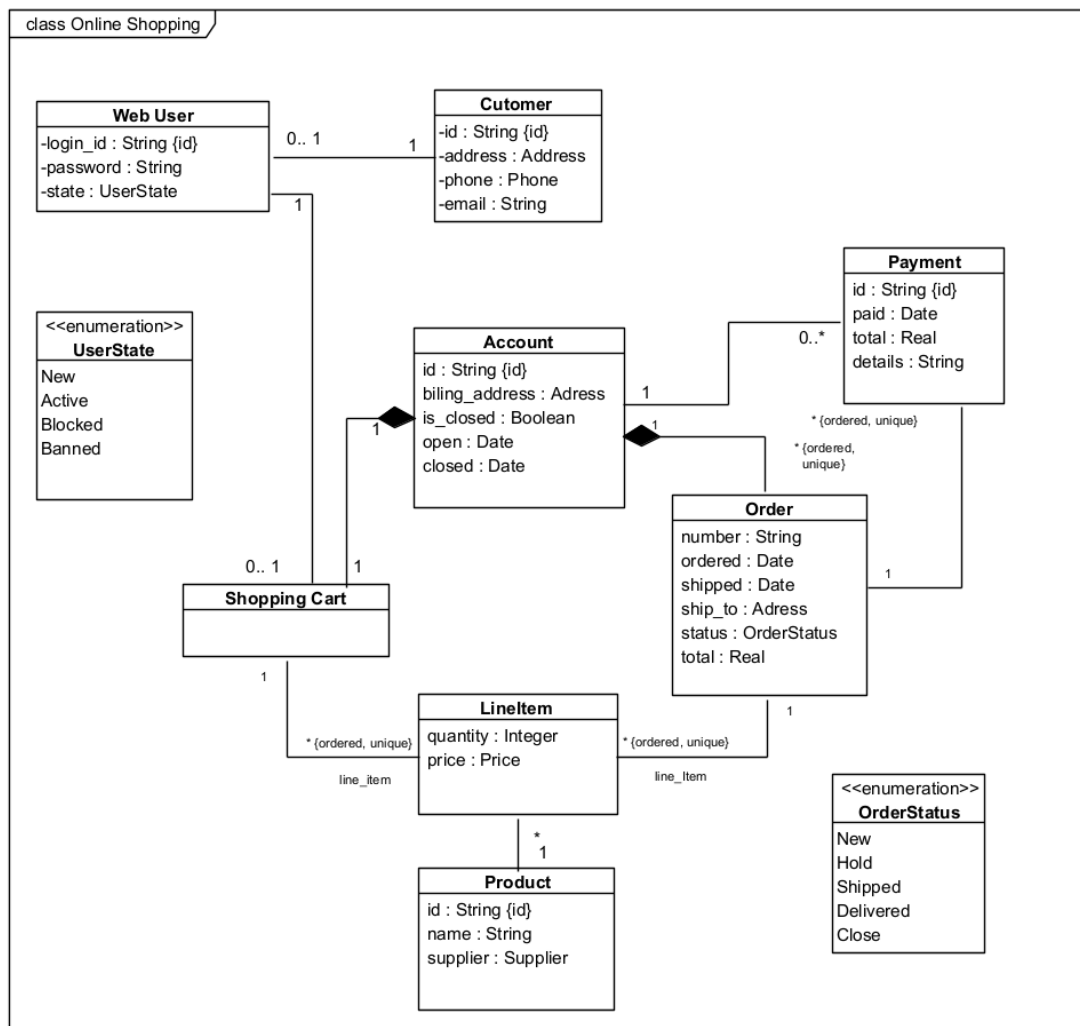 class Online Shopping
Web User
-login_id : String {id}
-password : String
-state : UserState
0.. 1
1
Cutomer
-id : String {id}
-address : Address
-phone : Phone
-email : String
1
Payment
id : String {id}
paid : Date
total : Real
details : String
<<enumeration>>
UserState
New
Active
Blocked
Banned
Account
id : String {id}
biling_address : Adress
is_closed : Boolean
open : Date
closed : Date
0..*
1
1
1
* {ordered, unique}
* {ordered,
unique}
Order
number : String
ordered : Date
shipped : Date
ship_to : Adress
status : OrderStatus
total : Real
1
0.. 1
1
Shopping Cart
1
LineItem
quantity : Integer
price : Price
1
* {ordered, unique}
line_item
* {ordered, unique}
line_Item
<<enumeration>>
OrderStatus
New
Hold
Shipped
Delivered
Close
*
1
Product
id : String {id}
name : String
supplier : Supplier